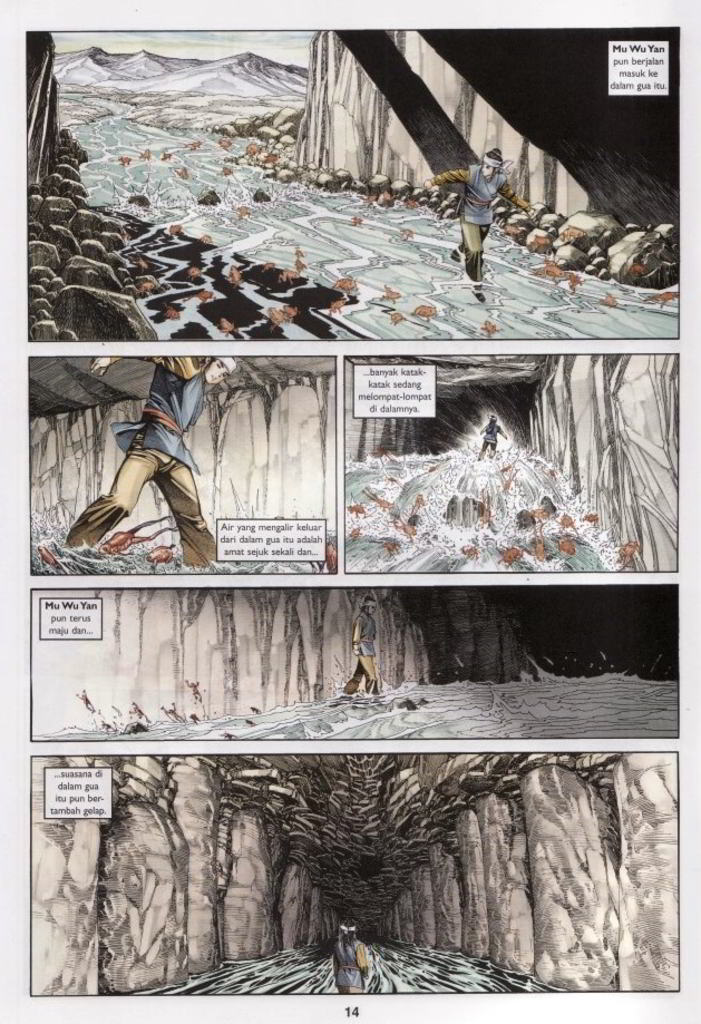 Mu Wu Yan
pun berjalan
masuk ke
dalam gua itu.
Air yang mengalir keluar
dari dalam gua itu adalah
amat sejuk sekali dan...
...banyak katak-
katak sedang
melompat-lompat
di dalamnya.
Mu Wu Yan
pun terus
maju dan...
...suasana di
dalam gua
itu pun ber-
tambah gelap.
14